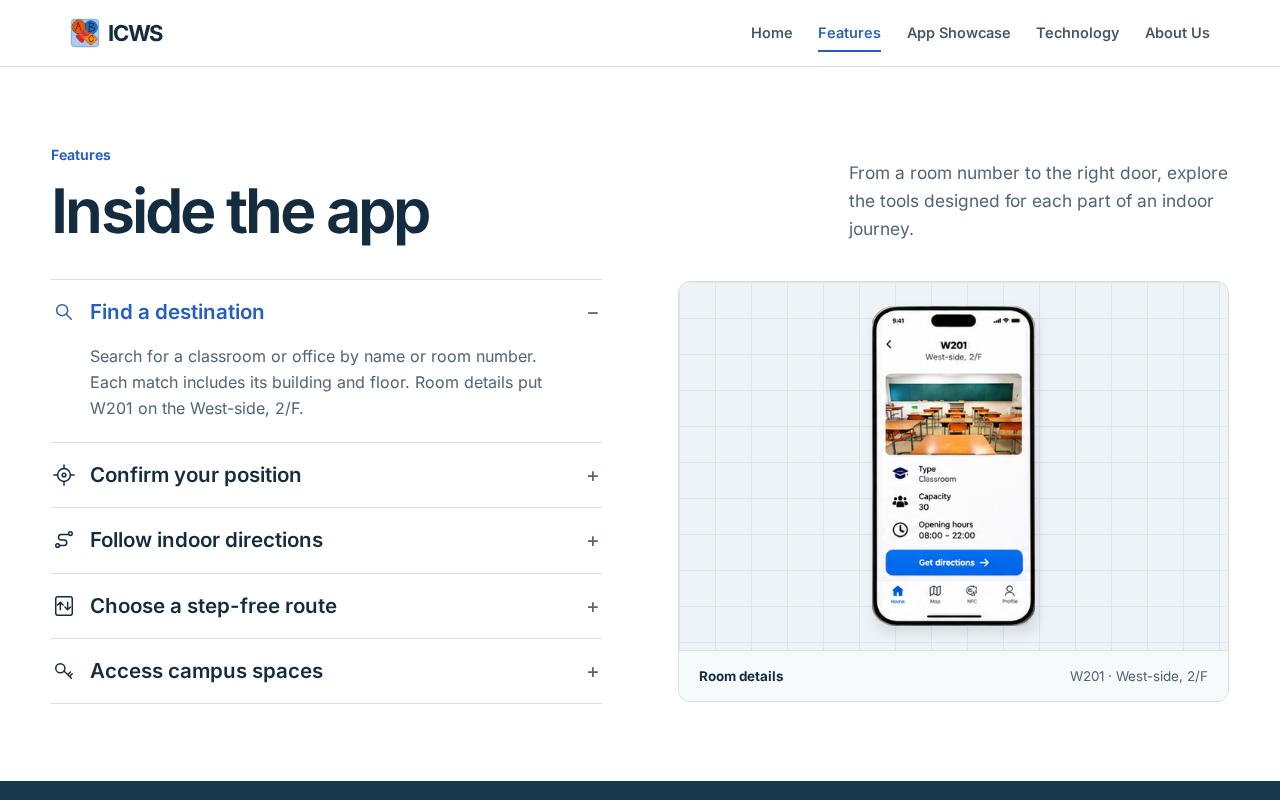 ICWS
Home
Features
App Showcase
Technology
About Us
Features
Inside the app
From a room number to the right door, explore
the tools designed for each part of an indoor
journey.
Find a destination
Search for a classroom or office by name or room number.
Each match includes its building and floor. Room details put
W201 on the West-side, 2/F.
Confirm your position
Follow indoor directions
Choose a step-free route
Access campus spaces
9:41
W201
West-side, 2/F
Type
Classroom
Capacity
30
Opening hours
08:00 - 22:00
Get directions →
Home
Map
NFC
Profile
Room details
W201 · West-side, 2/F